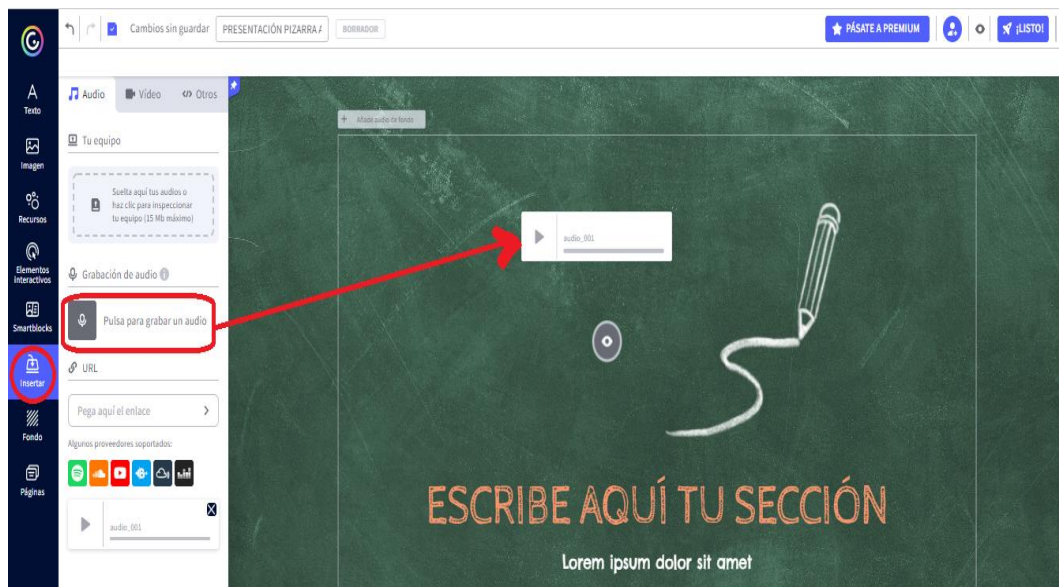 Cambios sin guardar
PRESENTACIÓN PIZARRA A
BORRADOR
PÁSATE A PREMIUM
¡LISTO!
Texto
Imagen
Recursos
Elementos
interactivos
Smartblocks
Insertar
Fondo
Páginas
Audio
Vídeo
</> Otros
Tu equipo
Suelta aquí tus audios o
haz clic para inspeccionar
tu equipo (15 Mb máximo)
Grabación de audio
Pulsa para grabar un audio
URL
Pega aquí el enlace
Algunos proveedores soportados:
audio_001
+ Añade audio de fondo
audio_001
ESCRIBE AQUÍ TU SECCIÓN
Lorem ipsum dolor sit amet